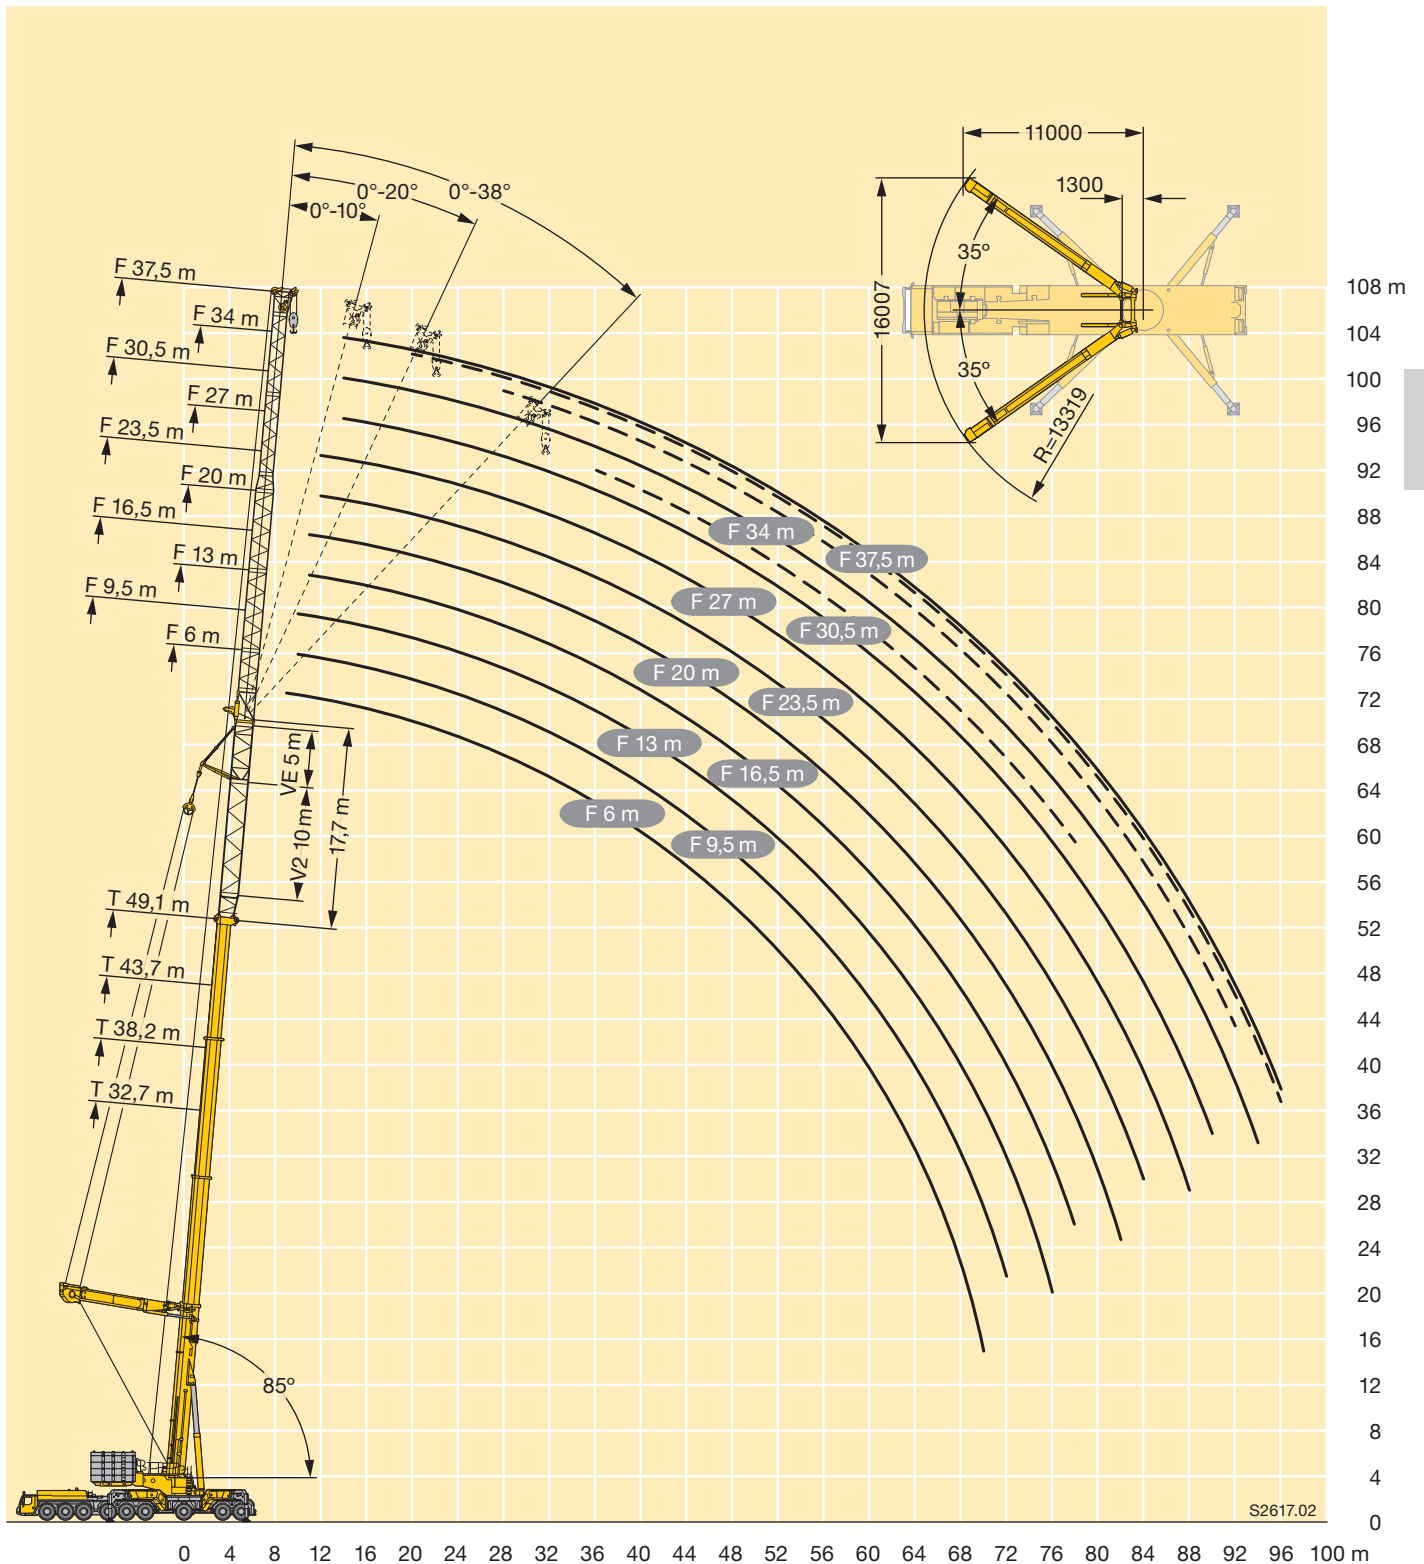 11000
1300
0°-20°
0°-38°
0°-10°
35°
16007
35°
R=13319
F 37,5 m
F 34 m
F 30,5 m
F 27 m
F 23,5 m
F 20 m
F 16,5 m
F 13 m
F 9,5 m
F 6 m
VE 5 m
V2 10 m
17,7 m
T 49,1 m
T 43,7 m
T 38,2 m
T 32,7 m
85°
F 34 m
F 37,5 m
F 27 m
F 30,5 m
F 20 m
F 23,5 m
F 13 m
F 16,5 m
F 6 m
F 9,5 m
108 m
104
100
96
92
88
84
80
76
72
68
64
60
56
52
48
44
40
36
32
28
24
20
16
12
8
4
0
S2617.02
0 4 8 12 16 20 24 28 32 36 40 44 48 52 56 60 64 68 72 76 80 84 88 92 96 100 m